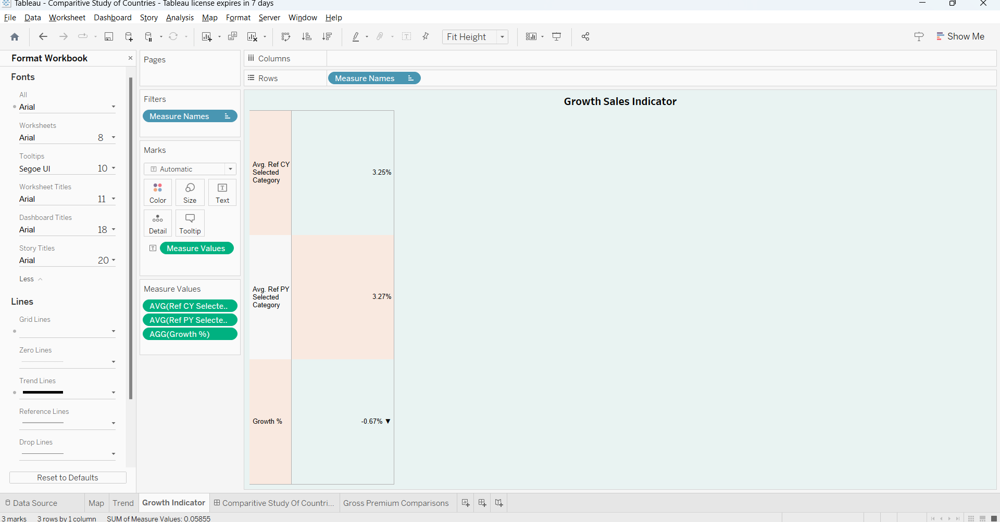 Tableau - Comparitive Study of Countries - Tableau license expires in 7 days
File Data Worksheet Dashboard Story Analysis Map Format Server Window Help
Fit Height
Show Me
Format Workbook
Fonts
All
Arial
Worksheets
Arial 8
Tooltips
Segoe UI 10
Worksheet Titles
Arial 11
Dashboard Titles
Arial 18
Story Titles
Arial 20
Less
Lines
Grid Lines
Zero Lines
Trend Lines
Reference Lines
Drop Lines
Reset to Defaults
Pages
Filters
Measure Names
Marks
Automatic
Color Size Text
Detail Tooltip
Measure Values
Measure Values
AVG(Ref CY Selecte..
AVG(Ref PY Selecte..
AGG(Growth %)
Columns
Rows
Measure Names
Growth Sales Indicator
Avg. Ref CY
Selected
Category
3.25%
Avg. Ref PY
Selected
Category
3.27%
Growth %
-0.67% ▼
Data Source Map Trend Growth Indicator Comparitive Study Of Countri... Gross Premium Comparisons
3 marks 3 rows by 1 column SUM of Measure Values: 0.05855